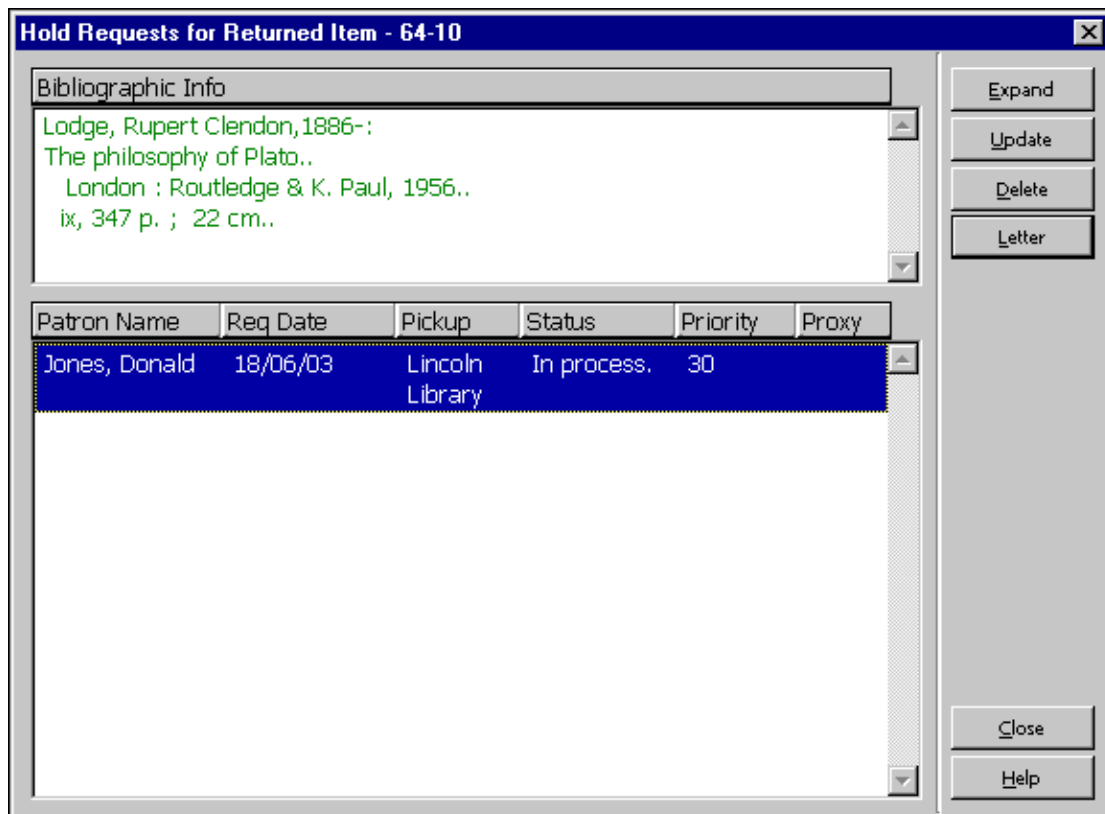 Hold Requests for Returned Item - 64-10
Bibliographic Info
Lodge, Rupert Clendon,1886-:
The philosophy of Plato..
London : Routledge & K. Paul, 1956..
ix, 347 p. ; 22 cm..
Expand
Update
Delete
Letter
Patron Name Req Date Pickup Status Priority Proxy
Jones, Donald 18/06/03 Lincoln In process. 30
Library
Close
Help